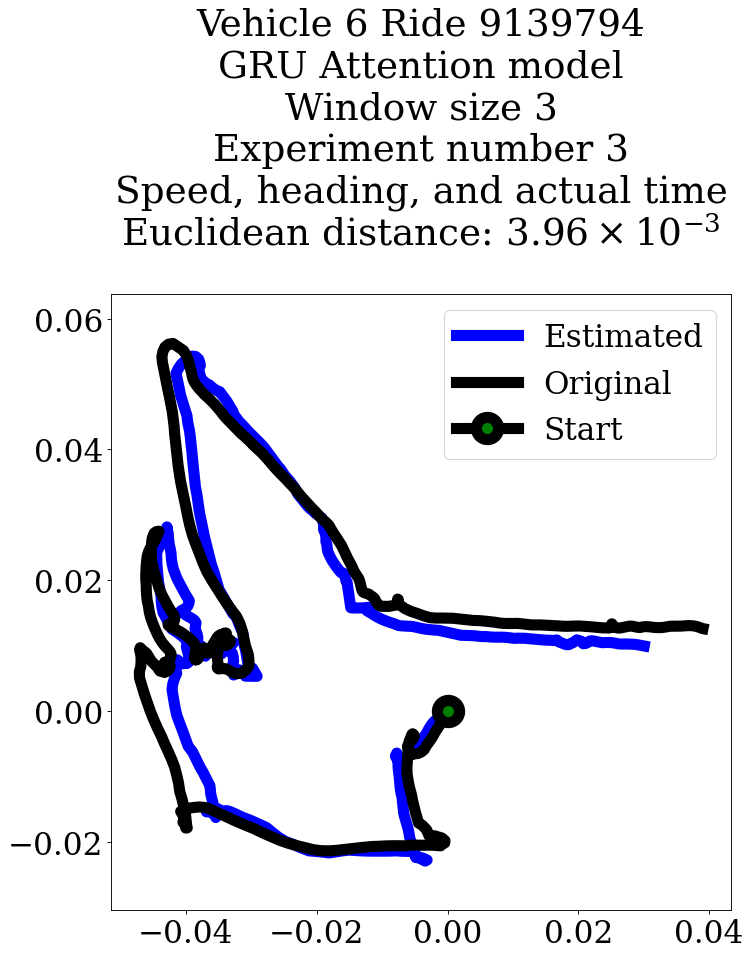 Vehicle 6 Ride 9139794
GRU Attention model
Window size 3
Experiment number 3
Speed, heading, and actual time
Euclidean distance: 3.96 × 10⁻³
Estimated
Original
Start
0.06
0.04
0.02
0.00
−0.02
−0.04
−0.02
0.00
0.02
0.04